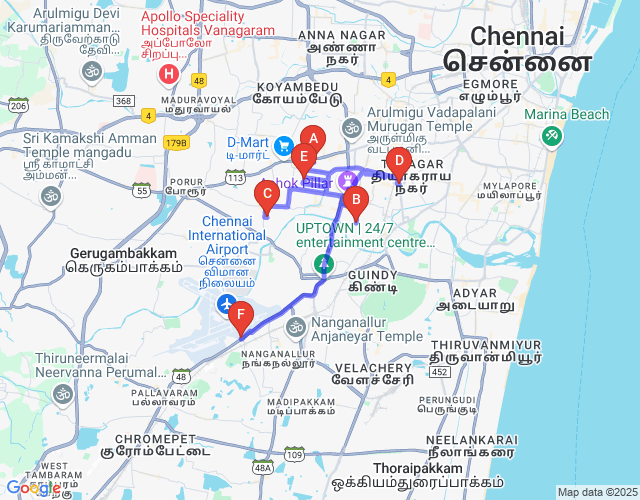 Adyalamulu Devi
Karumariamman...
திருவேற்காடு
தேவி...
Apollo Speciality
Hospitals Vanagaram
அப்போலோ
சிறப்பு...
ANNA NAGAR
அண்ணா
நகர்
Chennai
சென்னை
EGMORE
எழும்பூர்
KOYAMBEDU
கோயம்பேடு
48
4
4
206
368
MADURAVOYAL
மதுரவாயல்
Arulmigu Vadapalani
Murugan Temple
அருள்மிகு
வடபழனி...
Marina Beach
Sri Kamakshi Amman
Temple mangadu
ஸ்ரீ காமாட்சி
அம்மன்...
179B
D-Mart
டி-மார்ட்
A
E
D
C
B
F
T. NAGAR
தியாகராய
நகர்
Ashok Pillar
PORUR
போரூர்
113
55
MYLAPORE
மயிலாப்பூர்
Chennai
International
Airport
சென்னை
விமான
நிலையம்
UPTOWN | 24/7
entertainment centre...
Gerugambakkam
கெருகம்பாக்கம்
GUINDY
கிண்டி
ADYAR
அடையாறு
Nanganallur
Anjaneyar Temple
NANGANALLUR
நங்கநல்லூர்
THIRUVANMIYUR
திருவான்மியூர்
Thiruneermalai
Neervanna Perumal...
48
PALLAVARAM
பல்லாவரம்
VELACHERY
வேளச்சேரி
452
MADIPAKKAM
மடிப்பாக்கம்
PERUNGUDI
பெருங்குடி
CHROMEPET
குரோம்பேட்டை
109
48A
NEELANKARAI
நீலாங்கரை
WEST
TAMBARAM
Thoraipakkam
ஒக்கியம்துரைப்பாக்கம்
Google
Map data ©2025